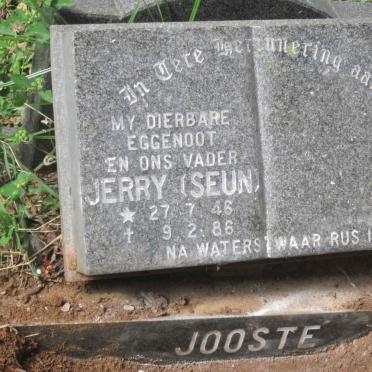 In Tere Herinnering aan
MY DIERBARE
EGGENOOT
EN ONS VADER
JERRY (SEUN)
★ 27 7 46
✝ 9.2.86
NA WATERS WAAR RUS I
JOOSTE